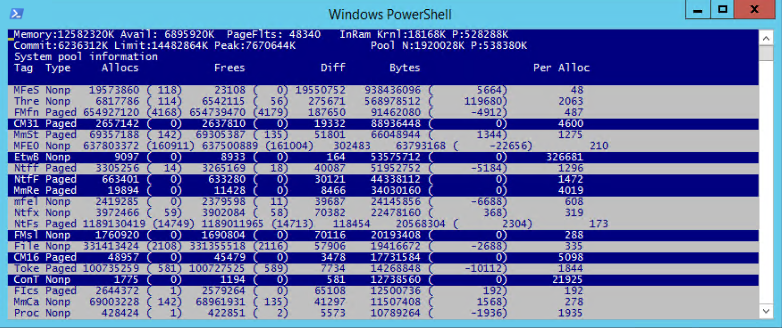 Windows PowerShell
Memory:12582320K Avail: 6895920K PageFlts: 48340 InRam Krnl:18168K P:528288K
Commit:6236312K Limit:14482864K Peak:7670644K Pool N:1920028K P:538380K
System pool information
Tag Type Allocs Frees Diff Bytes Per Alloc
MFeS Nonp 19573860 ( 118) 23108 ( 0) 19550752 938436096 ( 5664) 48
Thre Nonp 6817786 ( 114) 6542115 ( 56) 275671 568978512 ( 119680) 2063
FMfn Paged 654927120 (4168) 654739470 (4179) 187650 91462080 ( -4912) 487
CM31 Paged 2657142 ( 0) 2637810 ( 0) 19332 88936448 ( 0) 4600
MmSt Paged 69357188 ( 142) 69305387 ( 135) 51801 66048944 ( 1344) 1275
MFE0 Nonp 637803372 (160911) 637500889 (161004) 302483 63793168 ( -22656) 210
EtwB Nonp 9097 ( 0) 8933 ( 0) 164 53575712 ( 0) 326681
Ntff Paged 3305256 ( 14) 3265169 ( 18) 40087 51952752 ( -5184) 1296
NtfF Paged 663401 ( 0) 633280 ( 0) 30121 44338112 ( 0) 1472
MmRe Paged 19894 ( 0) 11428 ( 0) 8466 34030160 ( 0) 4019
mfeI Nonp 2419285 ( 0) 2379598 ( 11) 39687 24145856 ( -6688) 608
Ntfx Nonp 3972466 ( 59) 3902084 ( 58) 70382 22478160 ( 368) 319
NtFs Paged 1189130419 (14749) 1189011965 (14713) 118454 20568304 ( 2304) 173
FMsl Nonp 1760920 ( 0) 1690804 ( 0) 70116 20193408 ( 0) 288
File Nonp 331413424 (2108) 331355518 (2116) 57906 19416672 ( -2688) 335
CM16 Paged 48957 ( 0) 45479 ( 0) 3478 17731584 ( 0) 5098
Toke Paged 100735259 ( 581) 100727525 ( 589) 7734 14268848 ( -10112) 1844
ConT Nonp 1775 ( 0) 1194 ( 0) 581 12738560 ( 0) 21925
FIcs Paged 2644372 ( 1) 2579264 ( 0) 65108 12500736 ( 192) 192
MmCa Nonp 69003228 ( 142) 68961931 ( 135) 41297 11507408 ( 1568) 278
Proc Nonp 428424 ( 1) 422851 ( 2) 5573 10789264 ( -1936) 1935